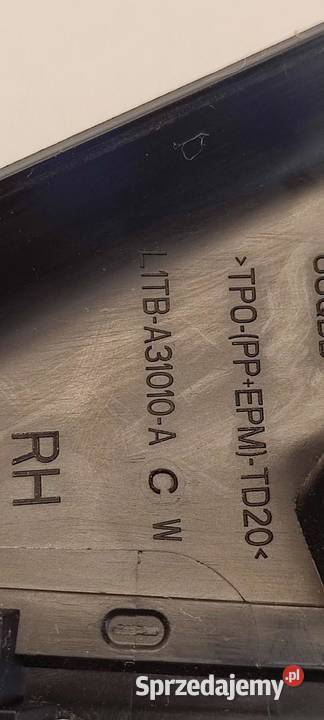 >TPO-(PP+EPM)-TD20<
L1TB-A31010-A C W
RH
Sprzedajemy
.pl